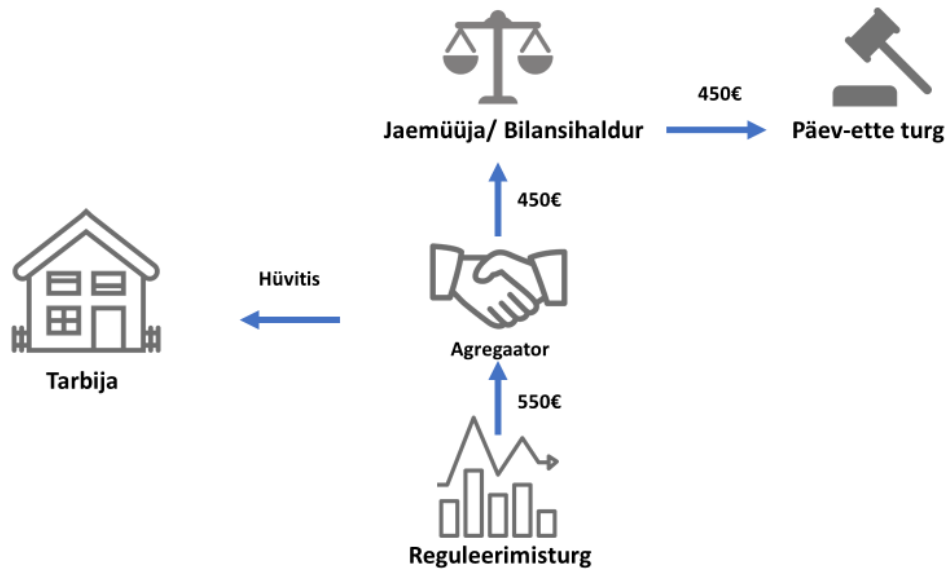 450€
Jaemüüja/ Bilansihaldur
Päev-ette turg
450€
Hüvitis
Agregaator
Tarbija
550€
Reguleerimisturg